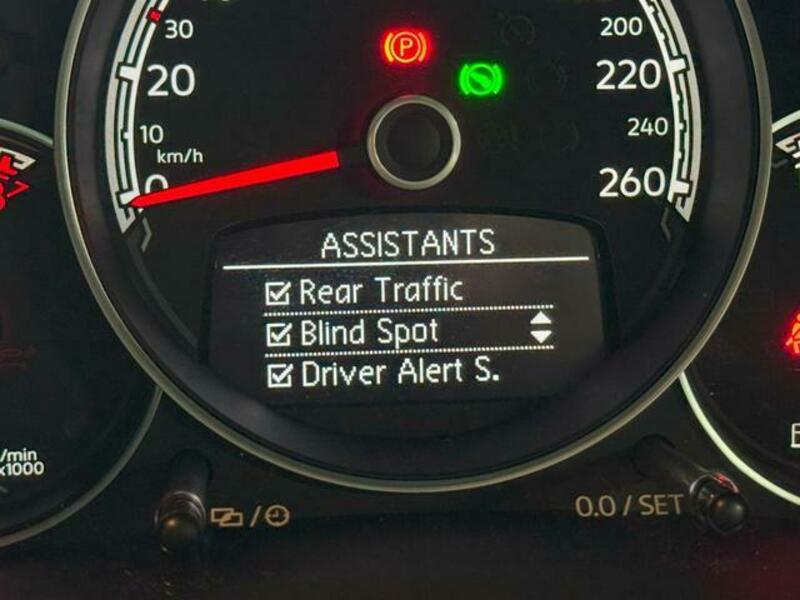 30
20
10
km/h
0
P
200
220
240
260
ASSISTANTS
Rear Traffic
Blind Spot
Driver Alert S.
/min
x1000
/
0.0 / SET
E